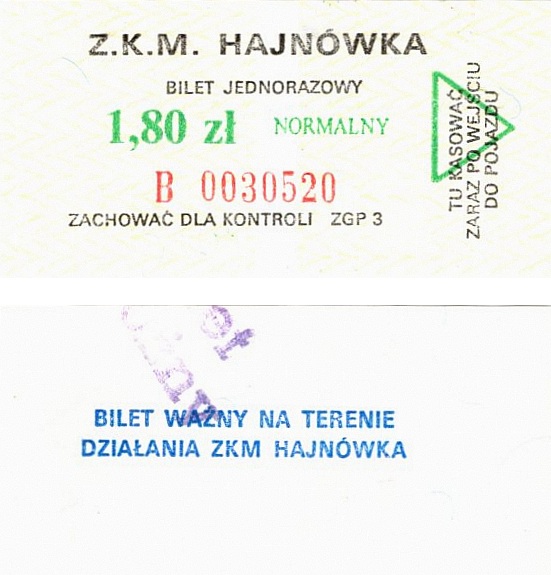 Z.K.M. HAJNÓWKA
BILET JEDNORAZOWY
1,80 zł NORMALNY
B 0030520
ZACHOWAĆ DLA KONTROLI ZGP 3
TU KASOWAĆ
ZARAZ PO WEJŚCIU
DO POJAZDU
BILET WAŻNY NA TERENIE
DZIAŁANIA ZKM HAJNÓWKA